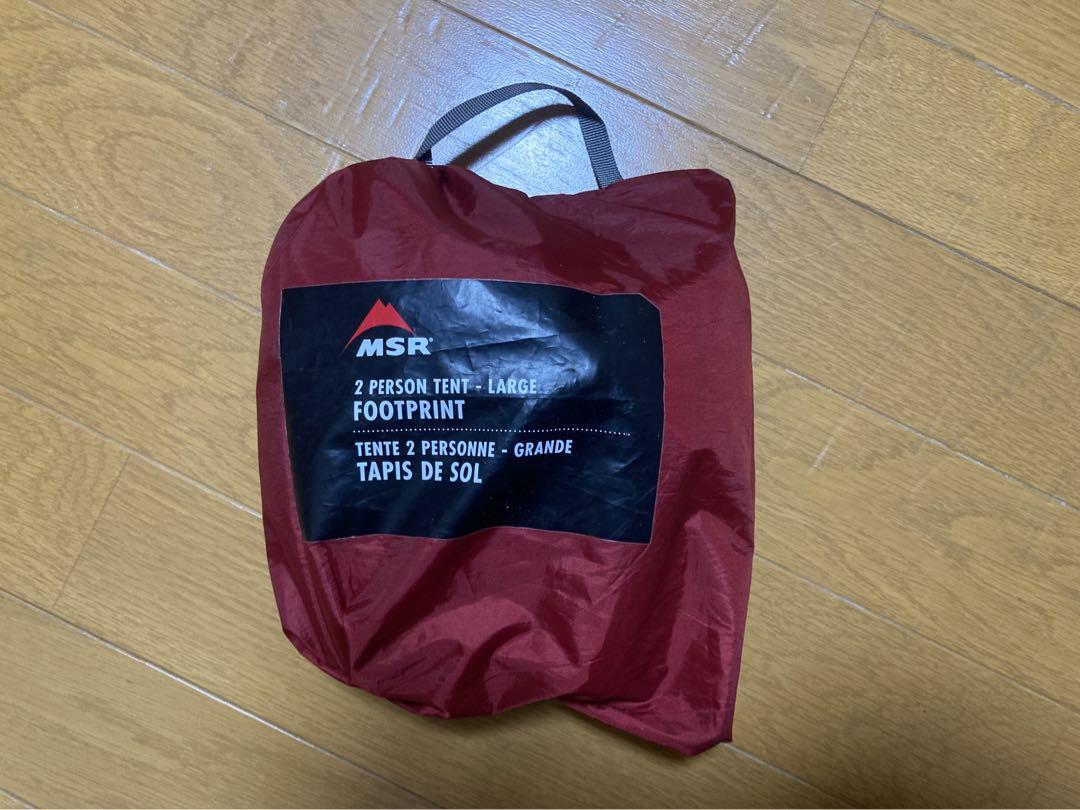 MSR®
2 PERSON TENT - LARGE
FOOTPRINT
TENTE 2 PERSONNE - GRANDE
TAPIS DE SOL